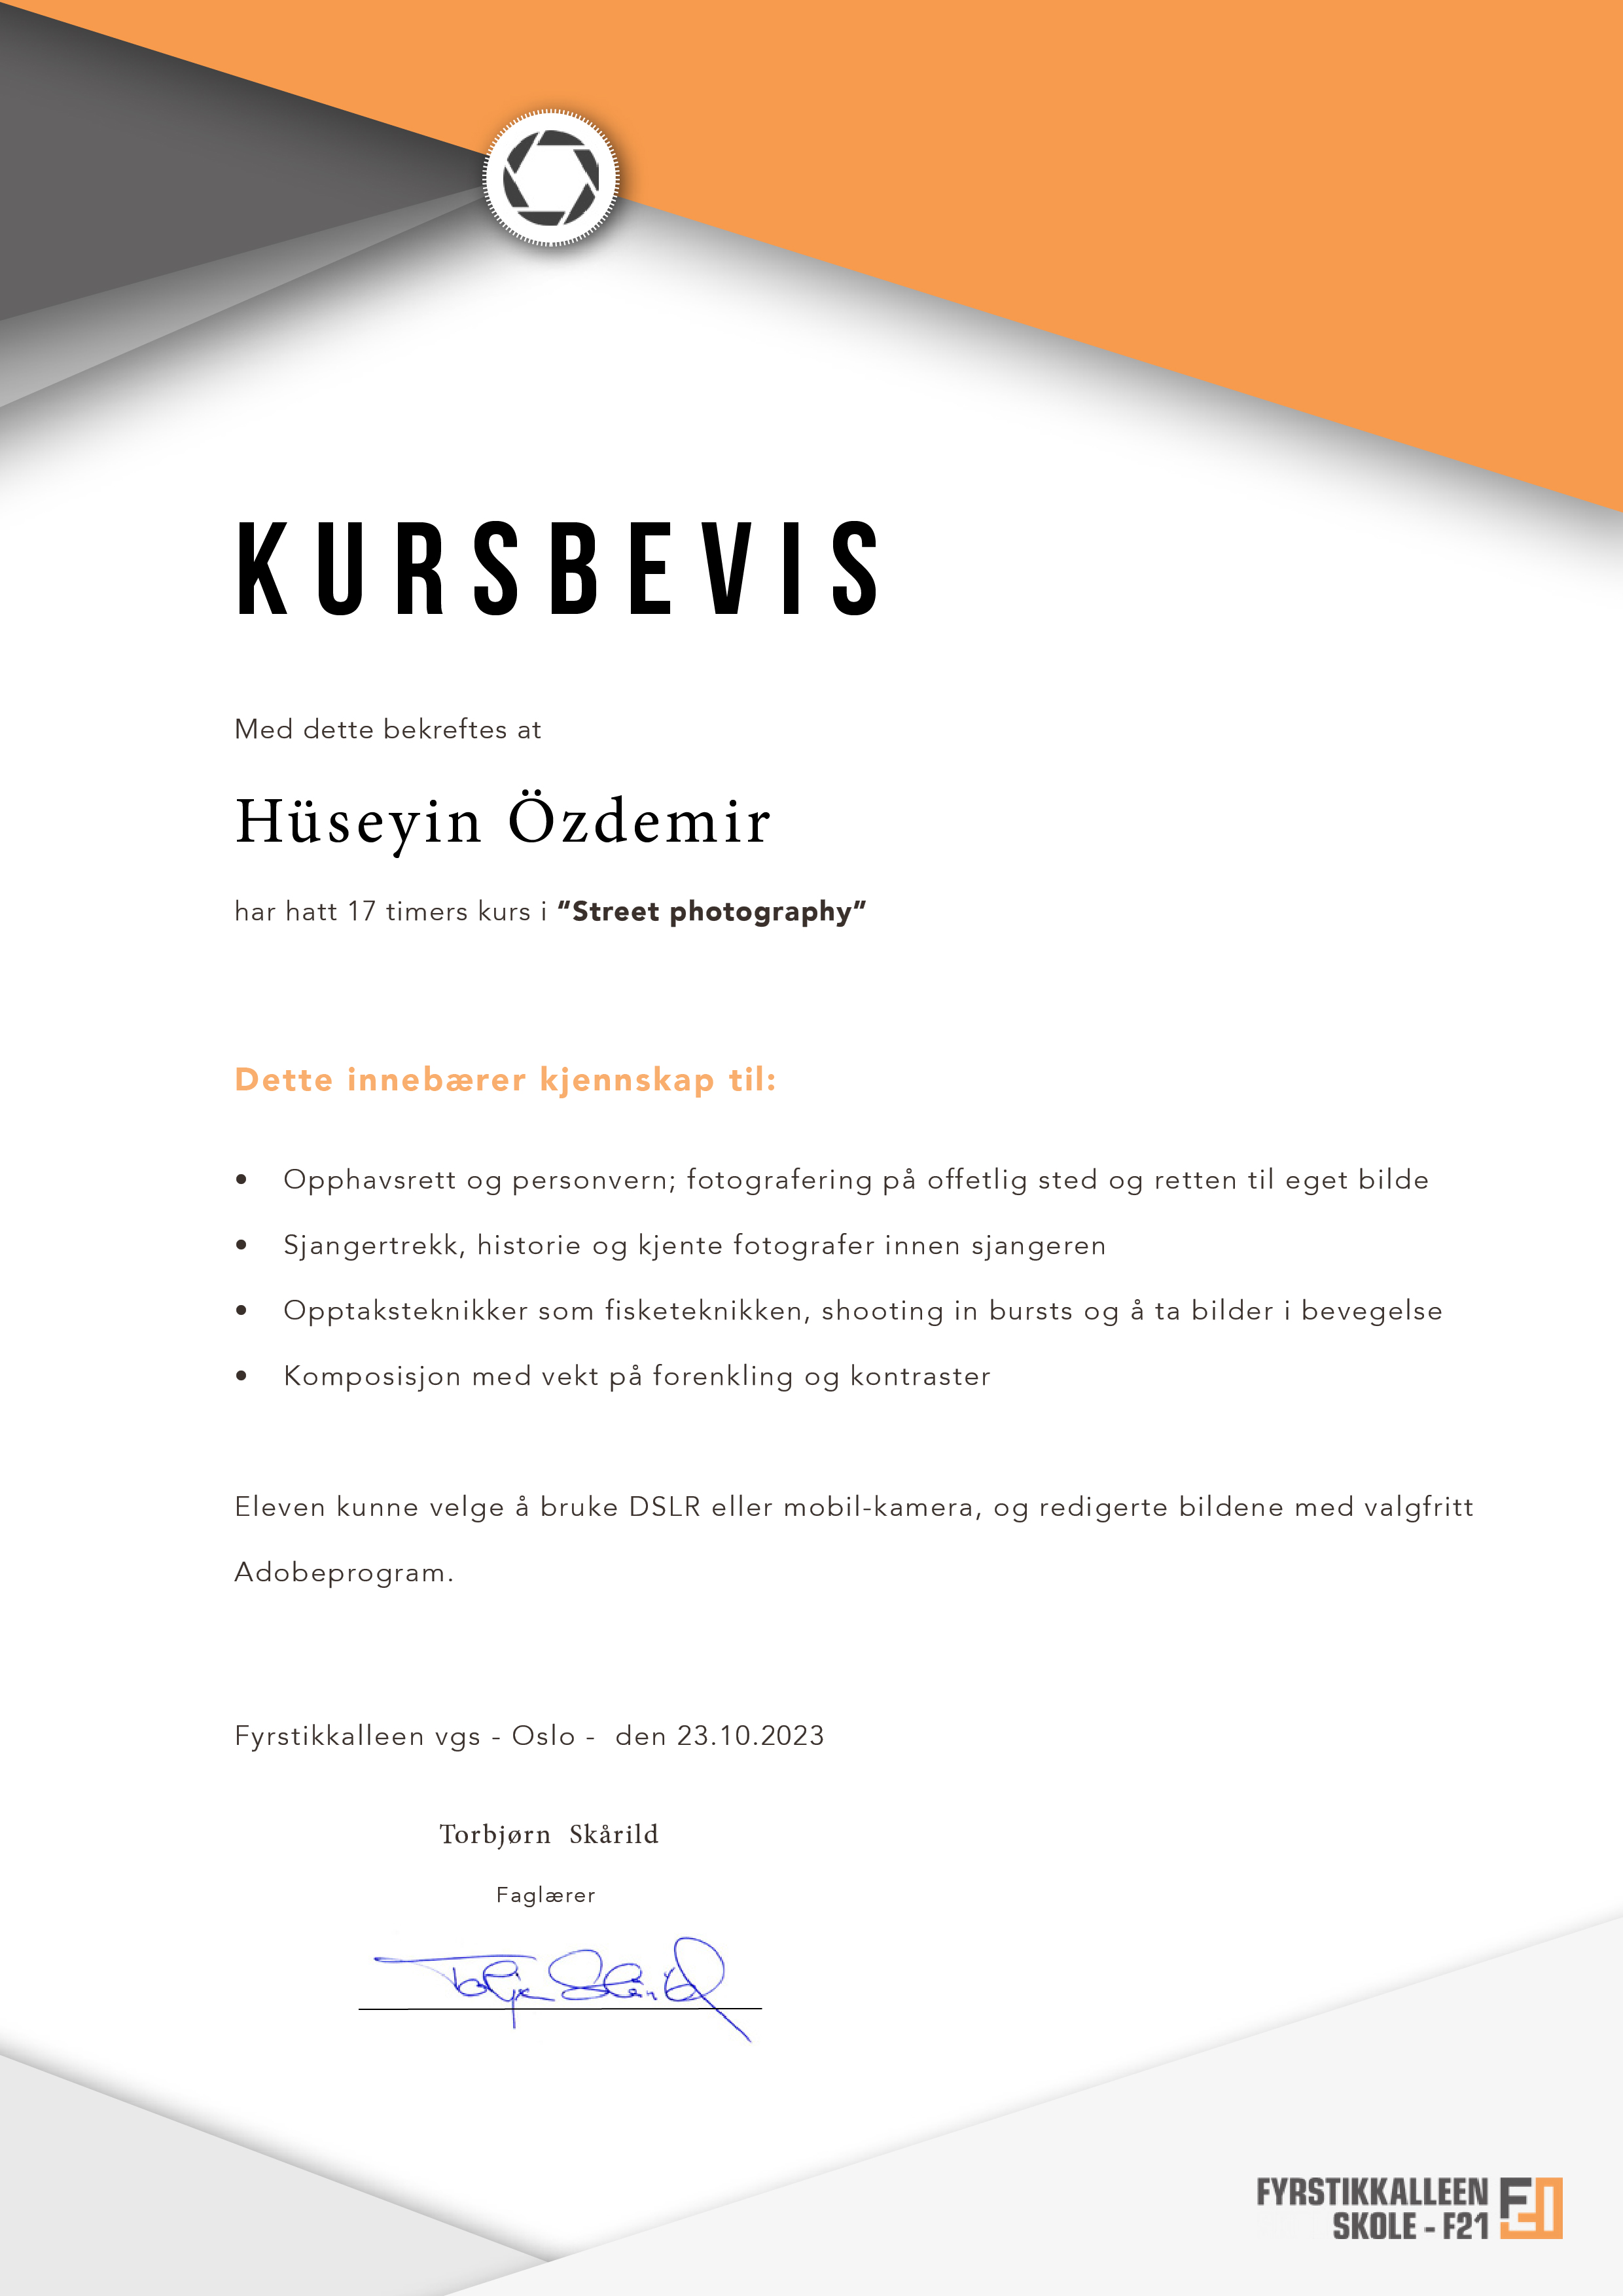 KURSBEVIS
Med dette bekreftes at
Hüseyin Özdemir
har hatt 17 timers kurs i “Street photography”
Dette innebærer kjennskap til:
• Opphavsrett og personvern; fotografering på offetlig sted og retten til eget bilde
• Sjangertrekk, historie og kjente fotografer innen sjangeren
• Opptaksteknikker som fisketeknikken, shooting in bursts og å ta bilder i bevegelse
• Komposisjon med vekt på forenkling og kontraster
Eleven kunne velge å bruke DSLR eller mobil-kamera, og redigerte bildene med valgfritt
Adobeprogram.
Fyrstikkalleen vgs - Oslo - den 23.10.2023
Torbjørn Skårild
Faglærer
FYRSTIKKALLEEN
SKOLE - F21